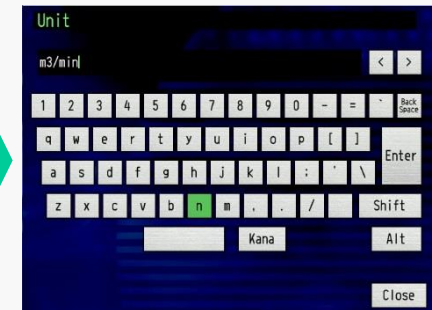 Unit
m3/min
< >
1 2 3 4 5 6 7 8 9 0 - = ` Back Space
q w e r t y u i o p [ ]
Enter
a s d f g h j k l : ' \
z x c v b n m , . / Shift
Kana Alt
Close